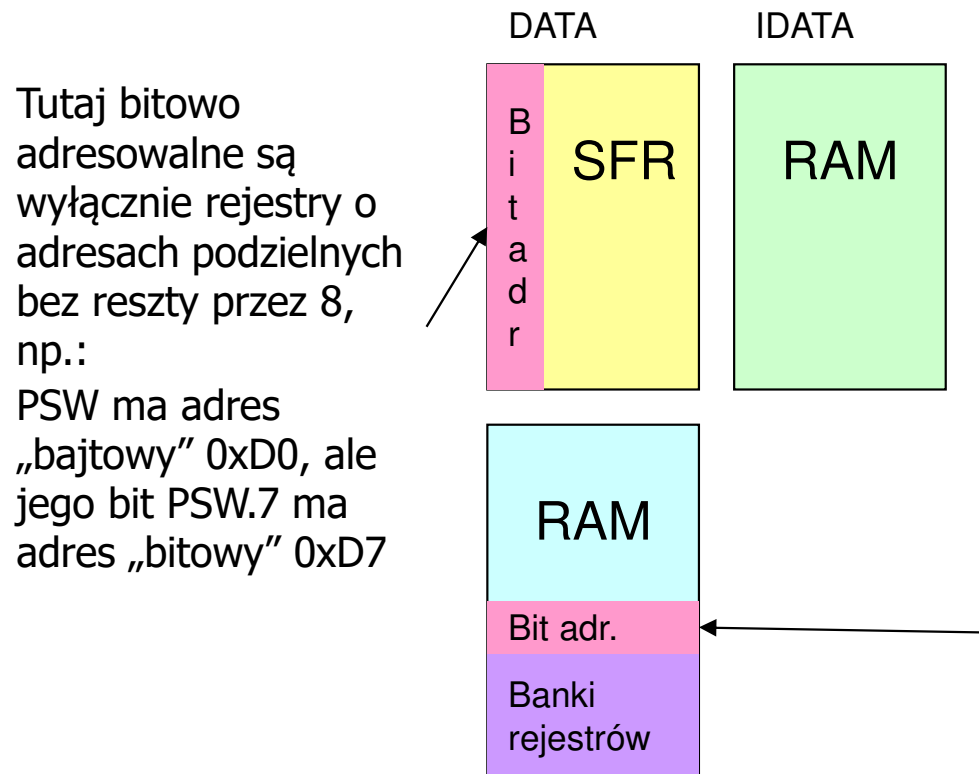 DATA
IDATA
Tutaj bitowo
adresowalne są
wyłącznie rejestry o
adresach podzielnych
bez reszty przez 8,
np.:
PSW ma adres
„bajtowy” 0xD0, ale
jego bit PSW.7 ma
adres „bitowy” 0xD7
B
i
t
a
d
r
SFR
RAM
RAM
Bit adr.
Banki
rejestrów